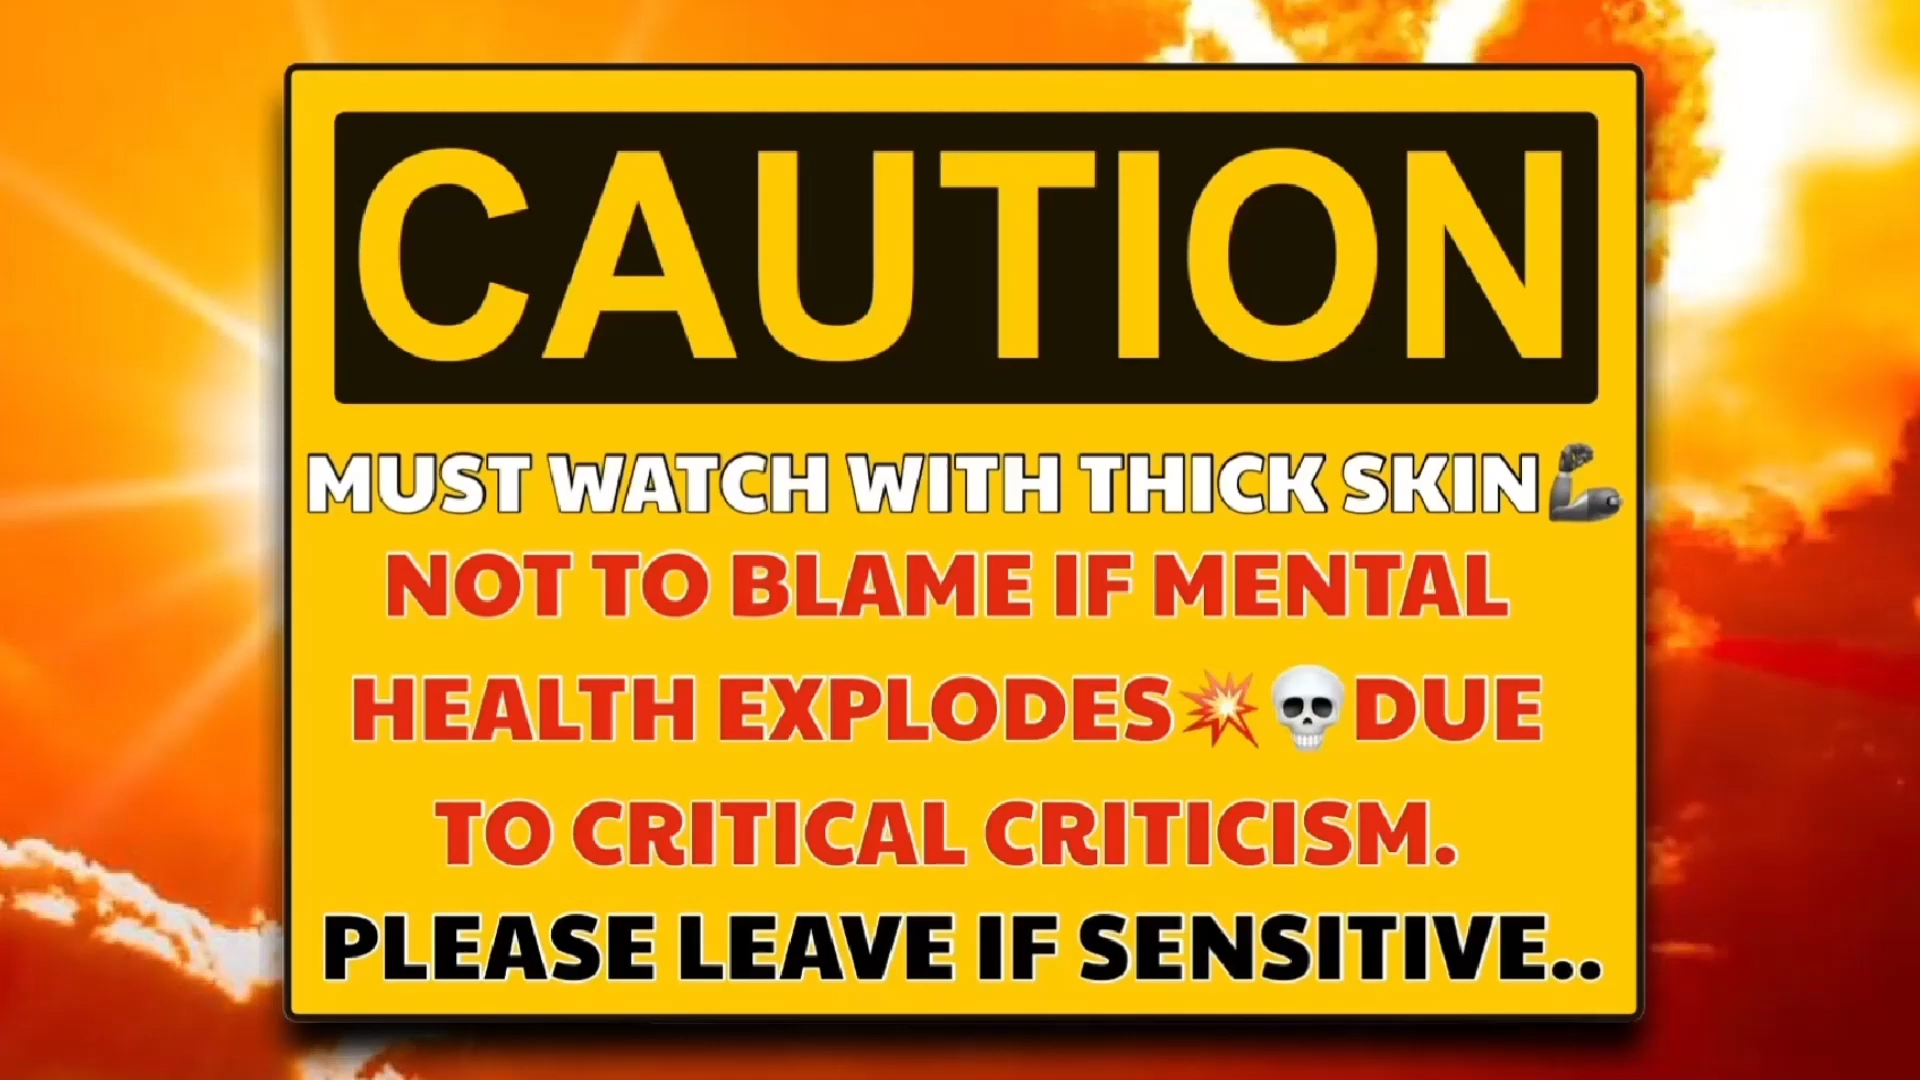 CAUTION
MUST WATCH WITH THICK SKIN🦾
NOT TO BLAME IF MENTAL
HEALTH EXPLODES💥💀DUE
TO CRITICAL CRITICISM.
PLEASE LEAVE IF SENSITIVE..